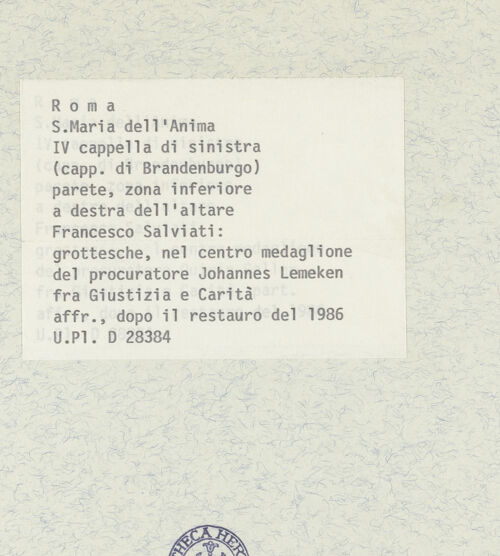 R o m a
S.Maria dell'Anima
IV cappella di sinistra
(capp. di Brandenburgo)
parete, zona inferiore
a destra dell'altare
Francesco Salviati:
grottesche, nel centro medaglione
del procuratore Johannes Lemeken
fra Giustizia e Carità
affr., dopo il restauro del 1986
U.Pl. D 28384